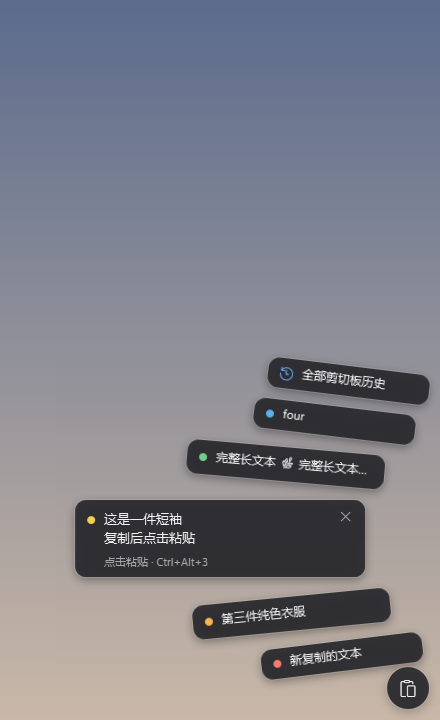 全部剪切板历史
four
完整长文本 👋 完整长文本...
这是一件短袖
复制后点击粘贴
点击粘贴 · Ctrl+Alt+3
第三件纯色衣服
新复制的文本